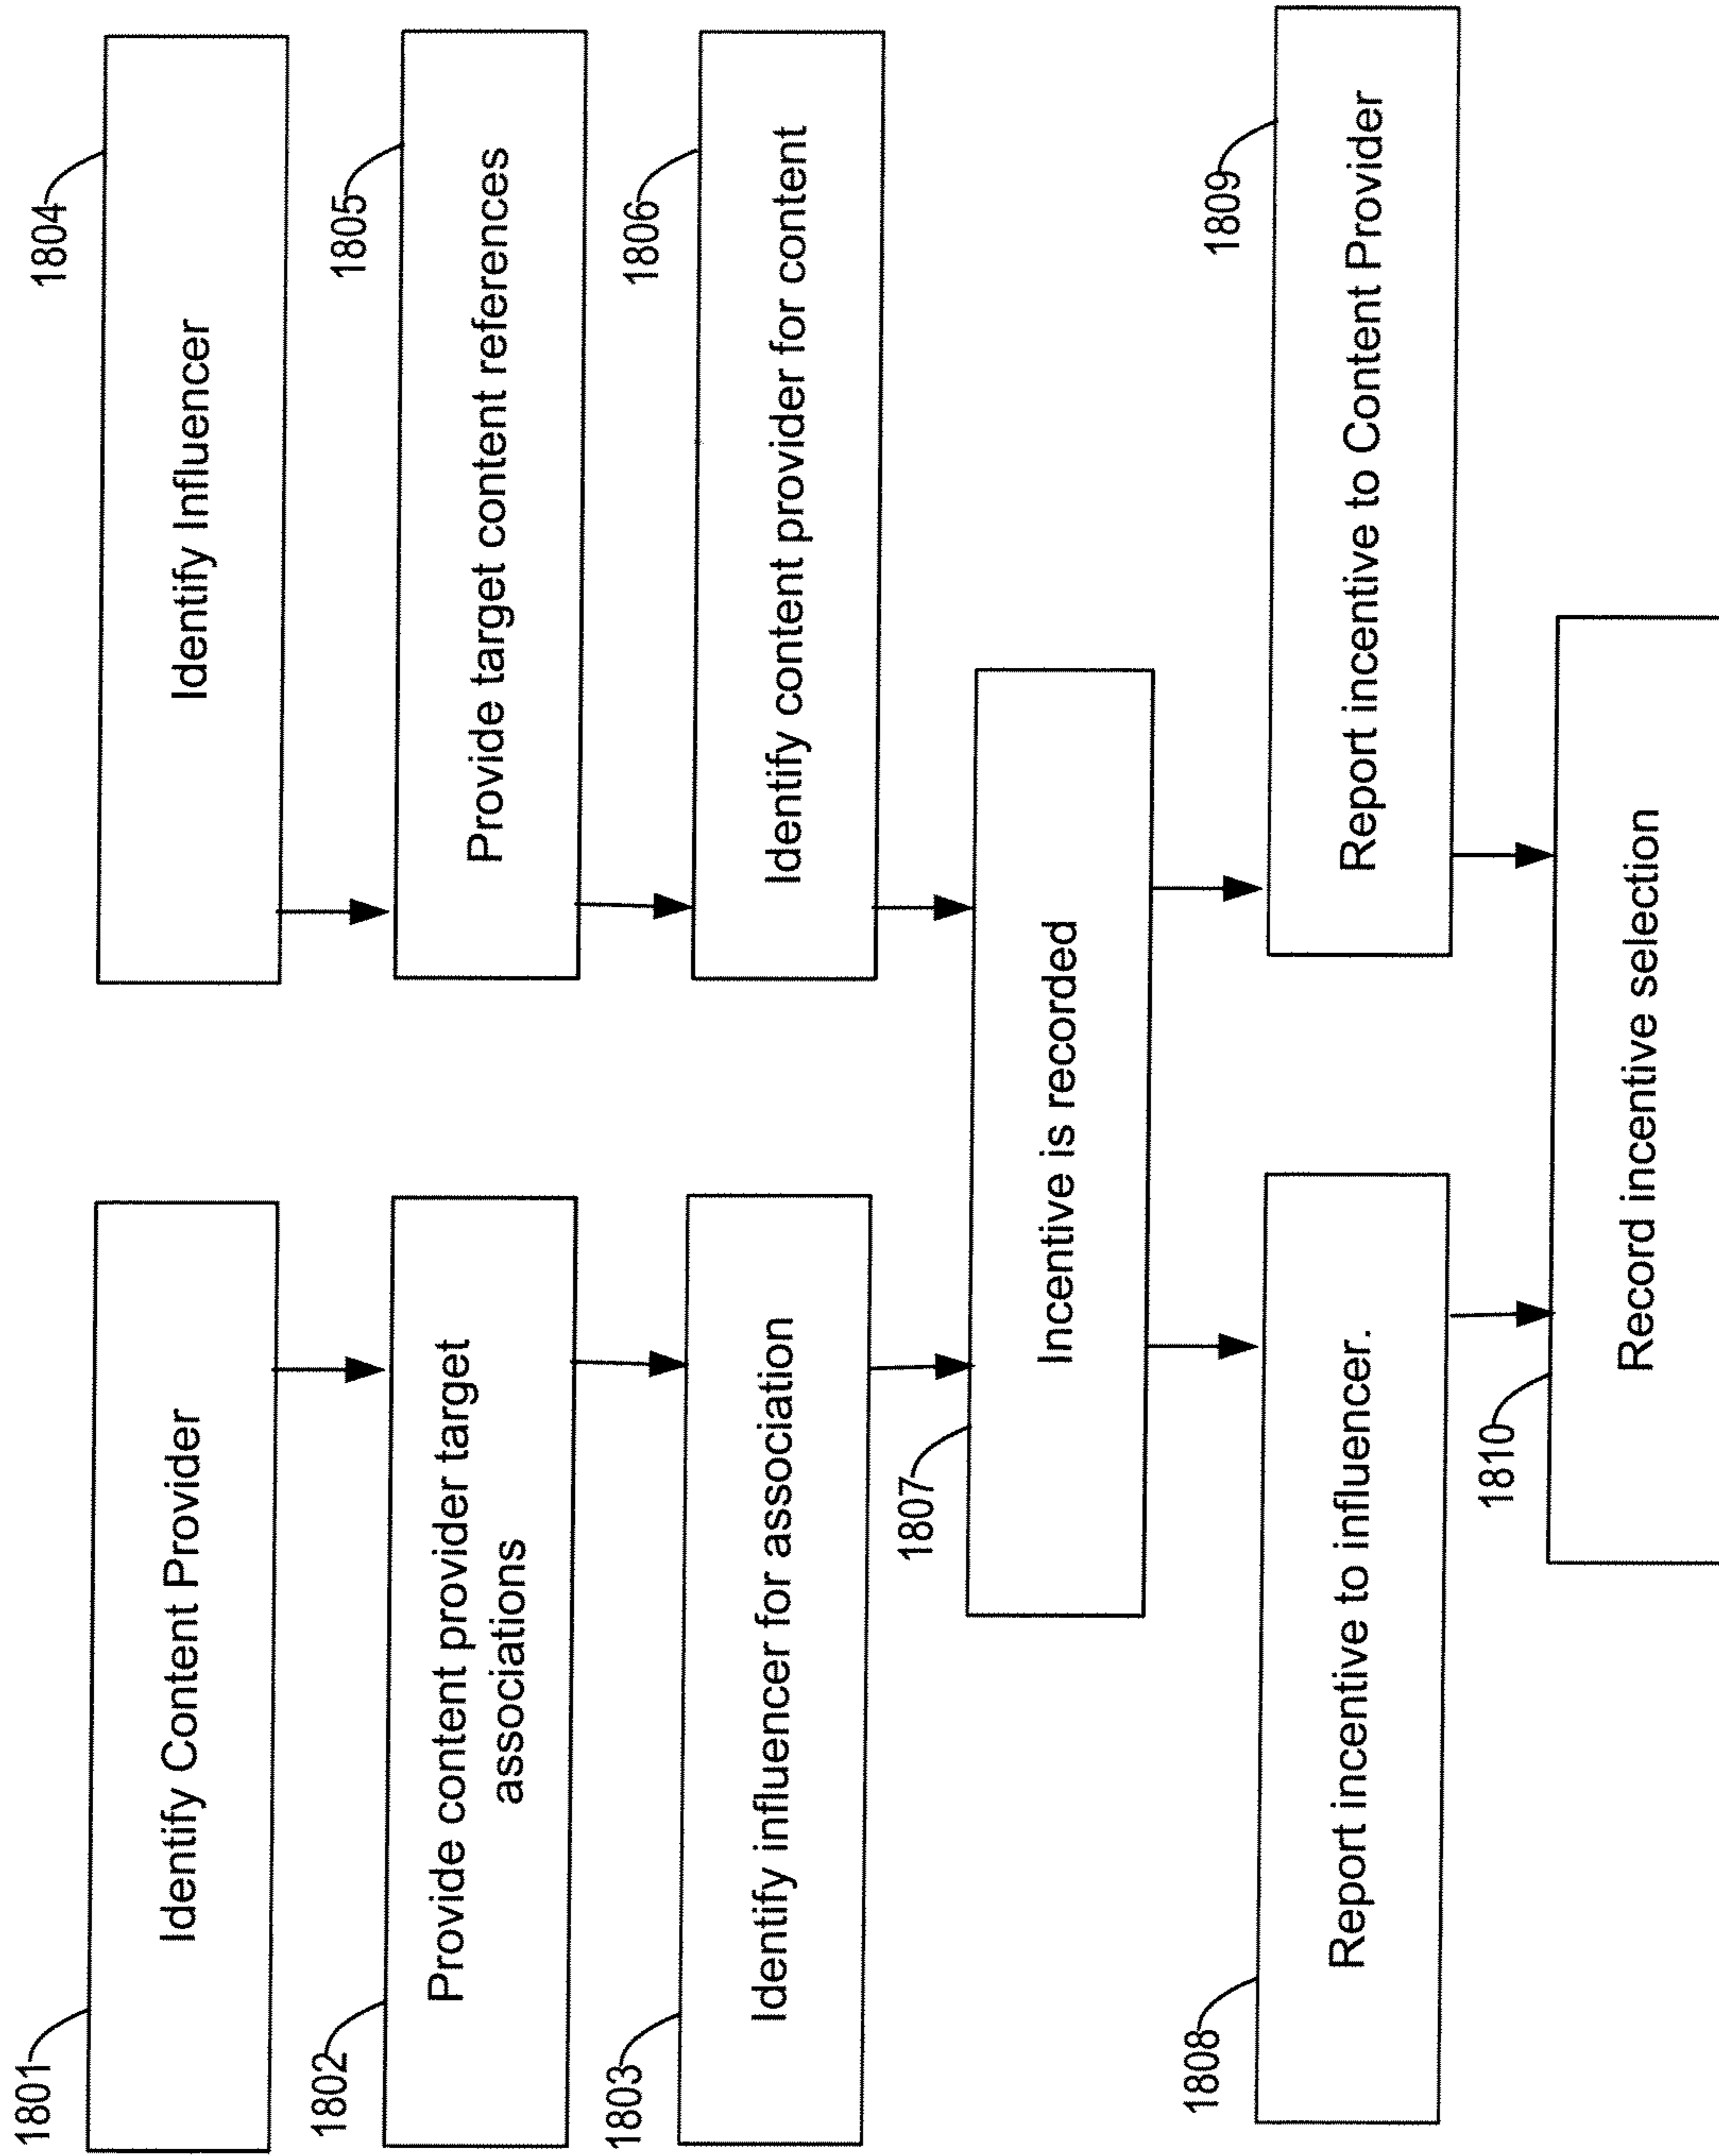 1801
Identify Content Provider
1802
Provide content provider target
associations
1803
Identify influencer for association
1804
Identify Influencer
1805
Provide target content references
1806
Identify content provider for content
1807
Incentive is recorded
1808
Report incentive to influencer.
1809
Report incentive to Content Provider
1810
Record incentive selection